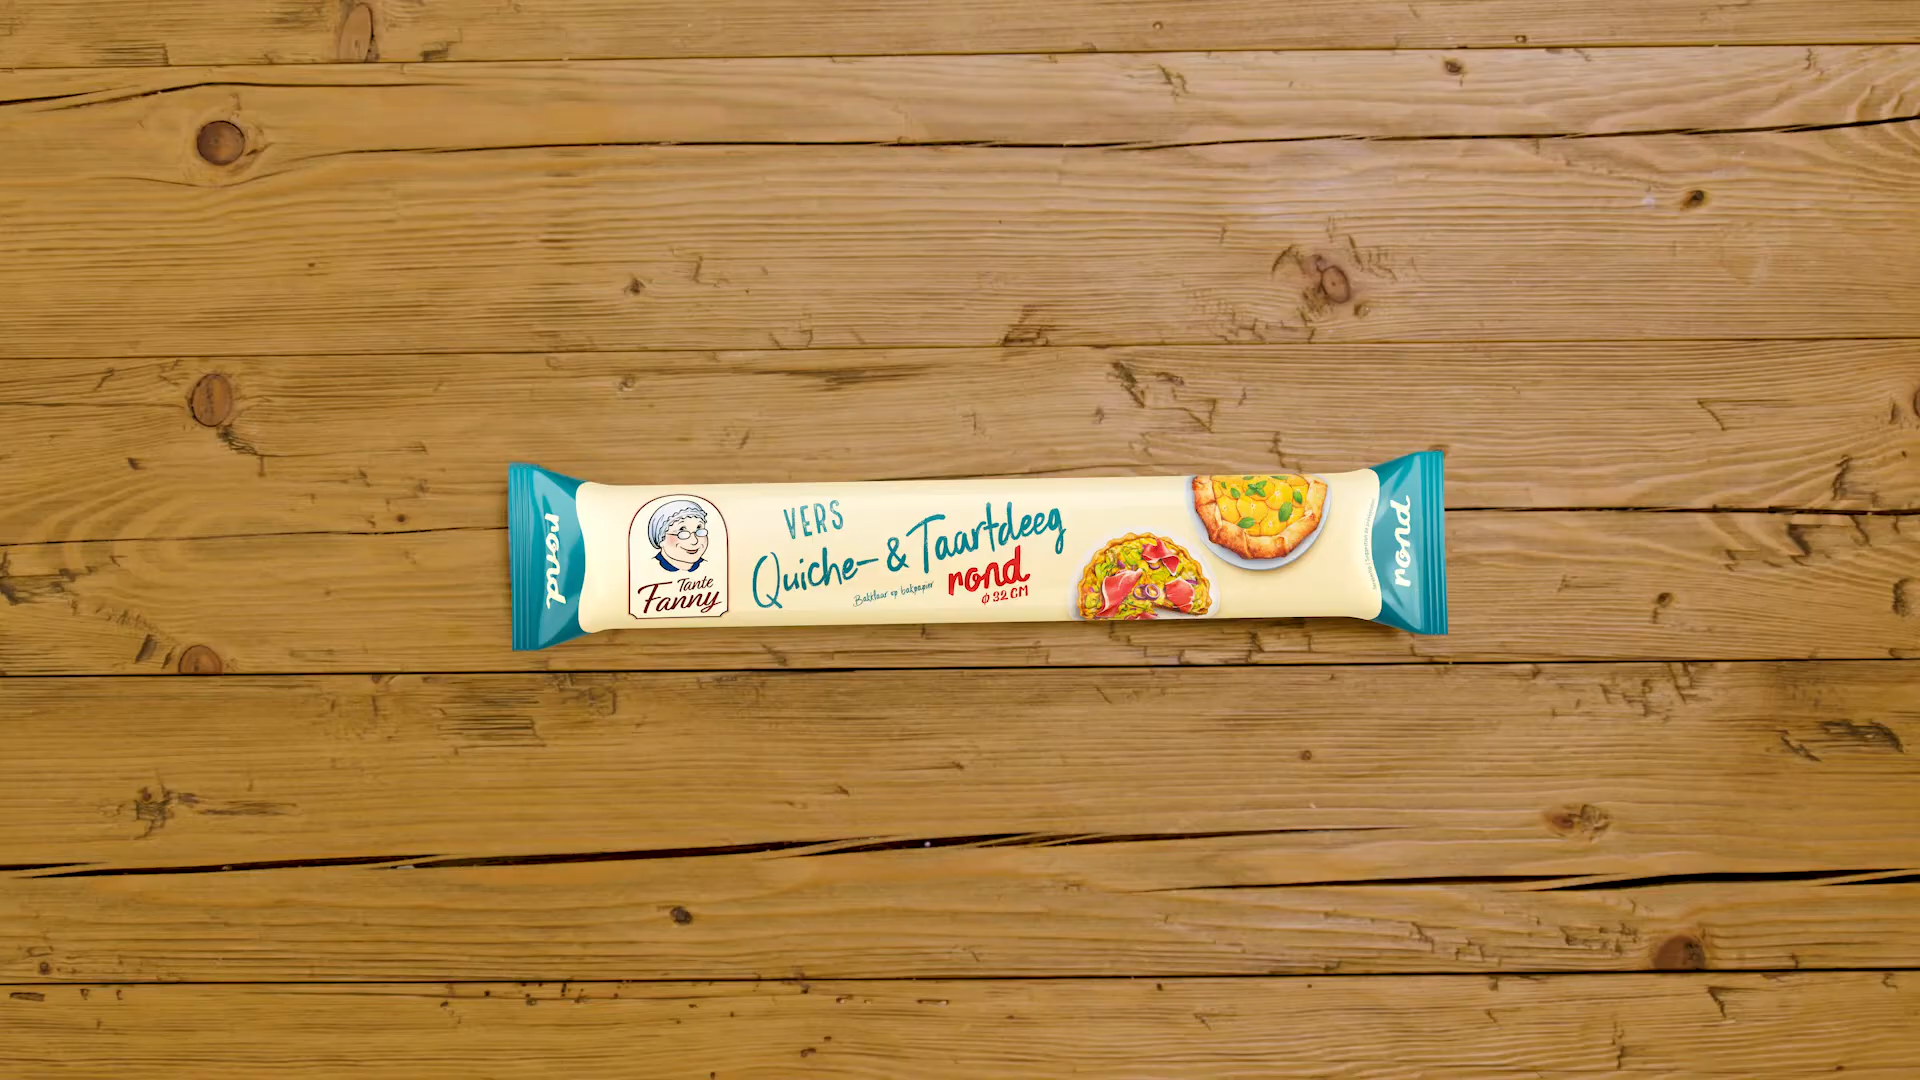 rond
Tante
Fanny
VERS
Quiche- & Taartdeeg
Bakklaar op bakpapier
rond
⌀ 32 CM
rond